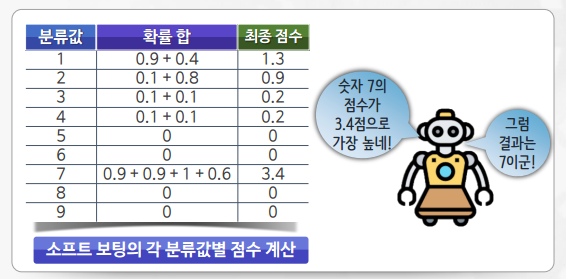 분류값 확률 합 최종 점수
1 0.9 + 0.4 1.3
2 0.1 + 0.8 0.9
3 0.1 + 0.1 0.2
4 0.1 + 0.1 0.2
5 0 0
6 0 0
7 0.9 + 0.9 + 1 + 0.6 3.4
8 0 0
9 0 0
소프트 보팅의 각 분류값별 점수 계산
숫자 7의
점수가
3.4점으로
가장 높네!
그럼
결과는
7이군!